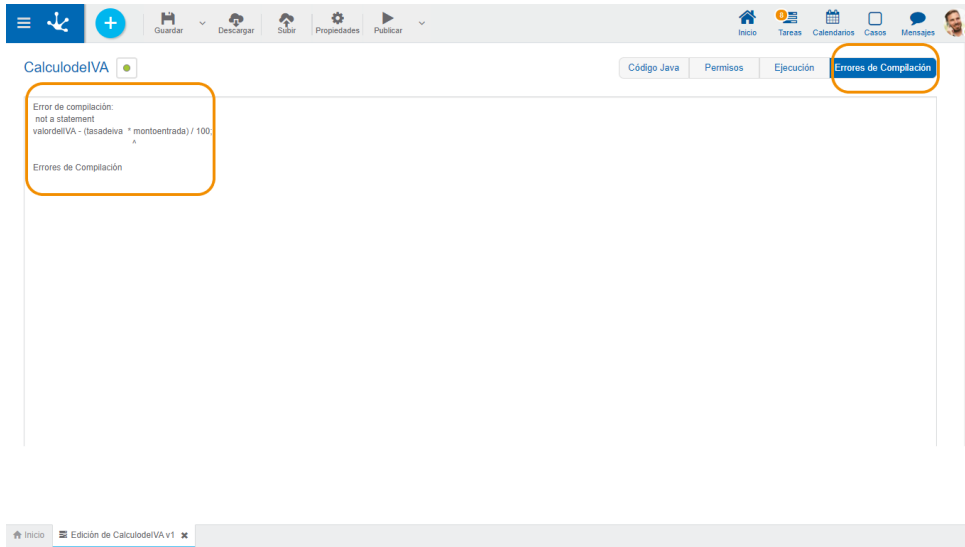 Guardar
Descargar
Subir
Propiedades
Publicar
Inicio
5
Tareas
Calendarios
Casos
Mensajes
CalculodeIVA
Código Java
Permisos
Ejecución
Errores de Compilación
Error de compilación:
not a statement
valordelIVA - (tasadeiva * montoentrada) / 100;
^
Errores de Compilación
Inicio
Edición de CalculodeIVA v1